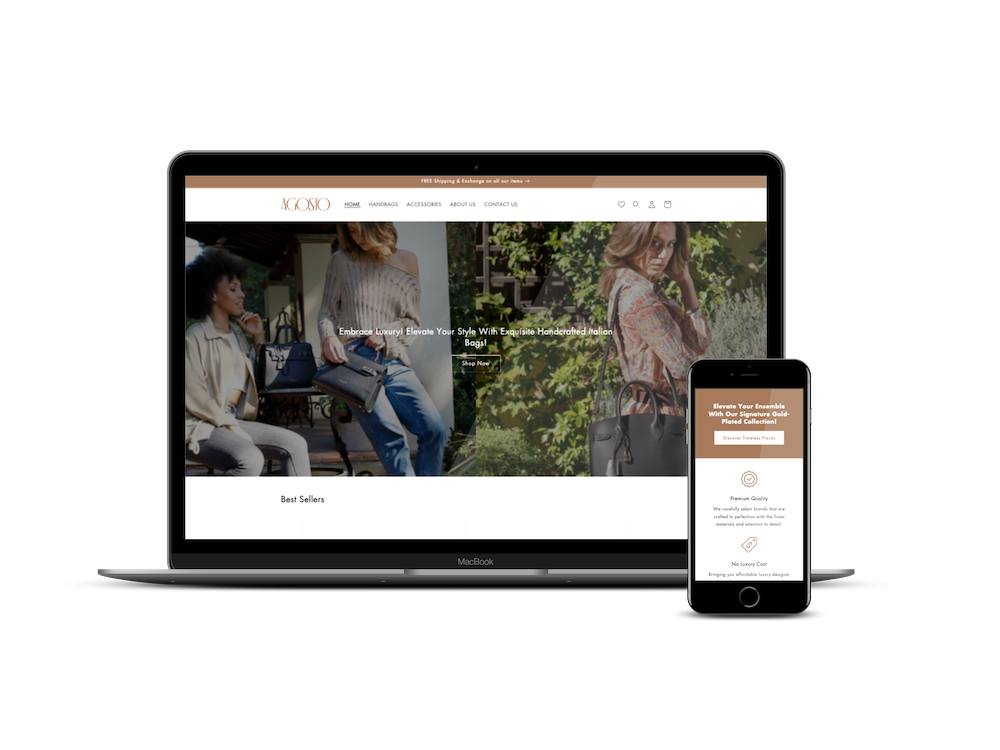 FREE Shipping & Exchange on all our items →
AGOSTO
HOME HANDBAGS ACCESSORIES ABOUT US CONTACT US
Embrace Luxury! Elevate Your Style With Exquisite Handcrafted Italian
Bags!
Shop Now
Best Sellers
MacBook
Elevate Your Ensemble
With Our Signature Gold-
Plated Collection!
Discover Timeless Pieces
Premium Quality
We carefully select brands that are
crafted to perfection with the finest
materials and attention to detail.
No Luxury Cost
Bringing you affordable luxury designer